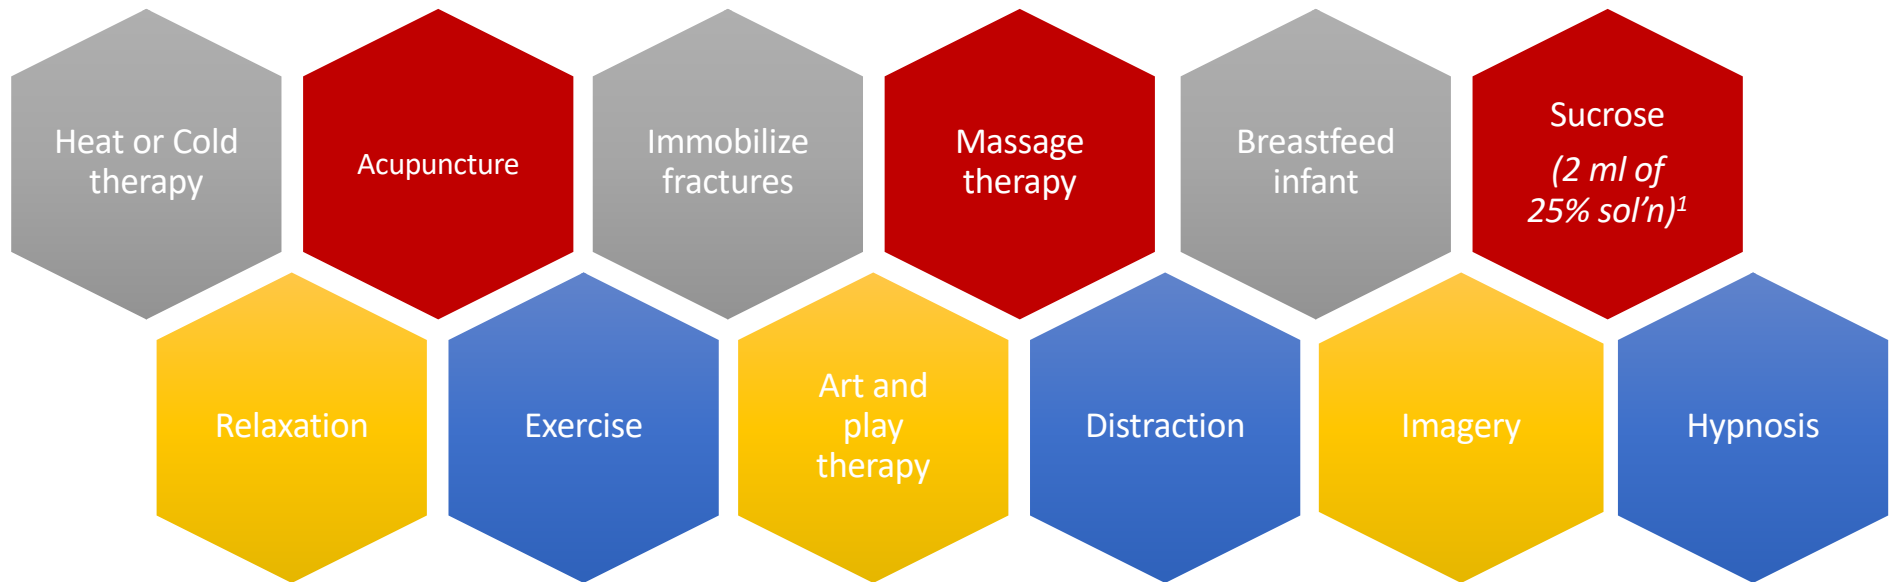 Heat or Cold
therapy
Acupuncture
Immobilize
fractures
Massage
therapy
Breastfeed
infant
Sucrose
(2 ml of
25% sol’n)¹
Relaxation
Exercise
Art and
play
therapy
Distraction
Imagery
Hypnosis